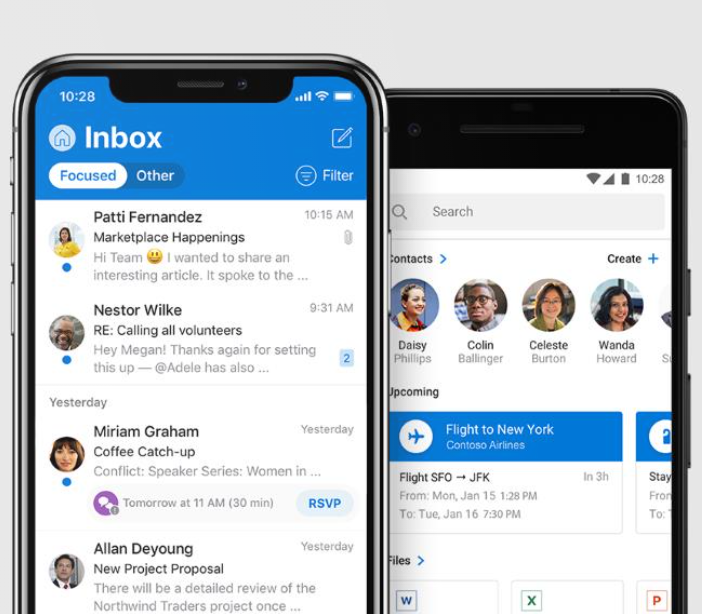 10:28
Inbox
Focused
Other
Filter
Patti Fernandez
10:15 AM
Marketplace Happenings
Hi Team 😀 I wanted to share an
interesting article. It spoke to the ...
Nestor Wilke
9:31 AM
RE: Calling all volunteers
Hey Megan! Thanks again for setting
this up — @Adele has also ...
2
Yesterday
Miriam Graham
Yesterday
Coffee Catch-up
Conflict: Speaker Series: Women in ...
Tomorrow at 11 AM (30 min)
RSVP
Allan Deyoung
Yesterday
New Project Proposal
There will be a detailed review of the
Northwind Traders project once ...
10:28
Search
Contacts
Create +
Daisy
Phillips
Colin
Ballinger
Celeste
Burton
Wanda
Howard
Upcoming
Flight to New York
Contoso Airlines
Flight SFO → JFK
In 3h
From: Mon, Jan 15 1:28 PM
To: Tue, Jan 16 7:30 PM
Stay
Fron
To:
Files
W
X
P